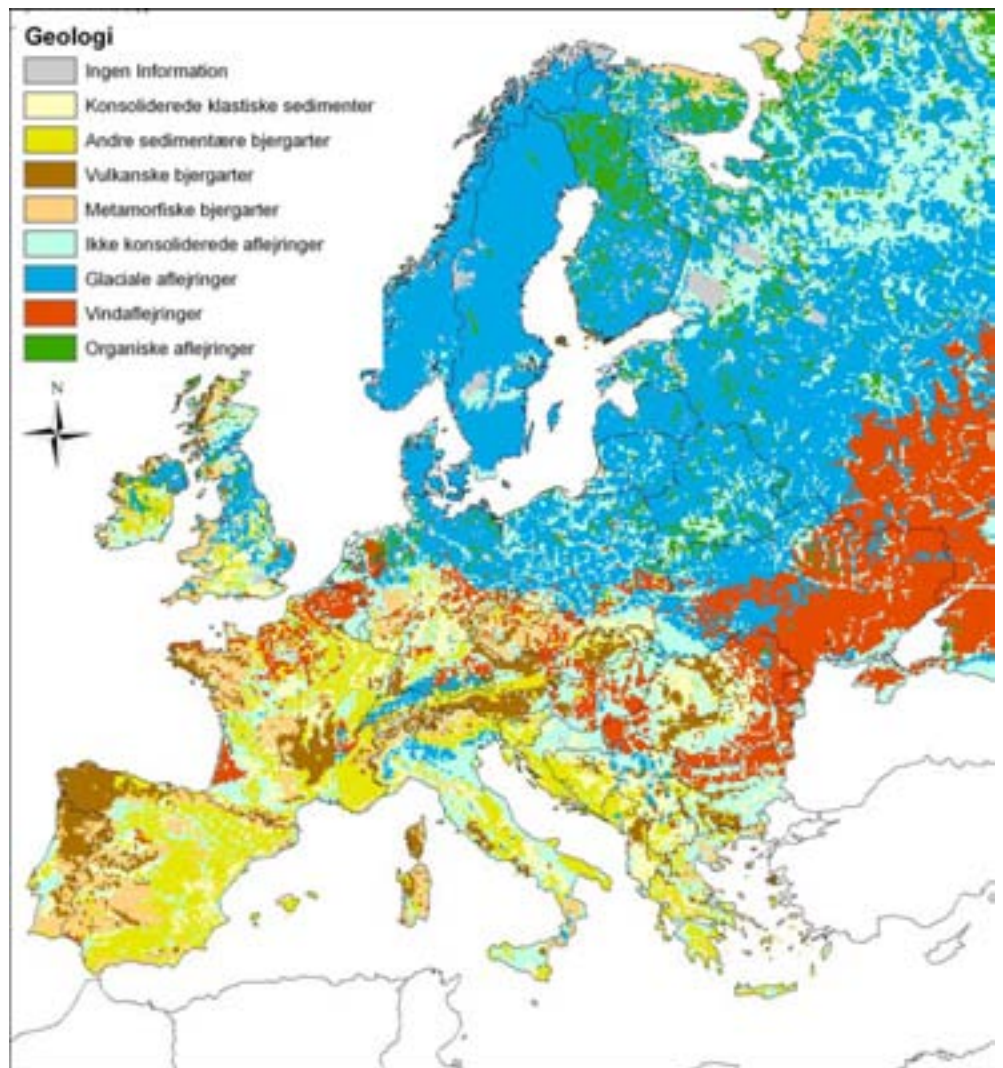 Geologi
Ingen Information
Konsoliderede klastiske sedimenter
Andre sedimentære bjergarter
Vulkanske bjergarter
Metamorfiske bjergarter
Ikke konsoliderede aflejringer
Glaciale aflejringer
Vindaflejringer
Organiske aflejringer
N